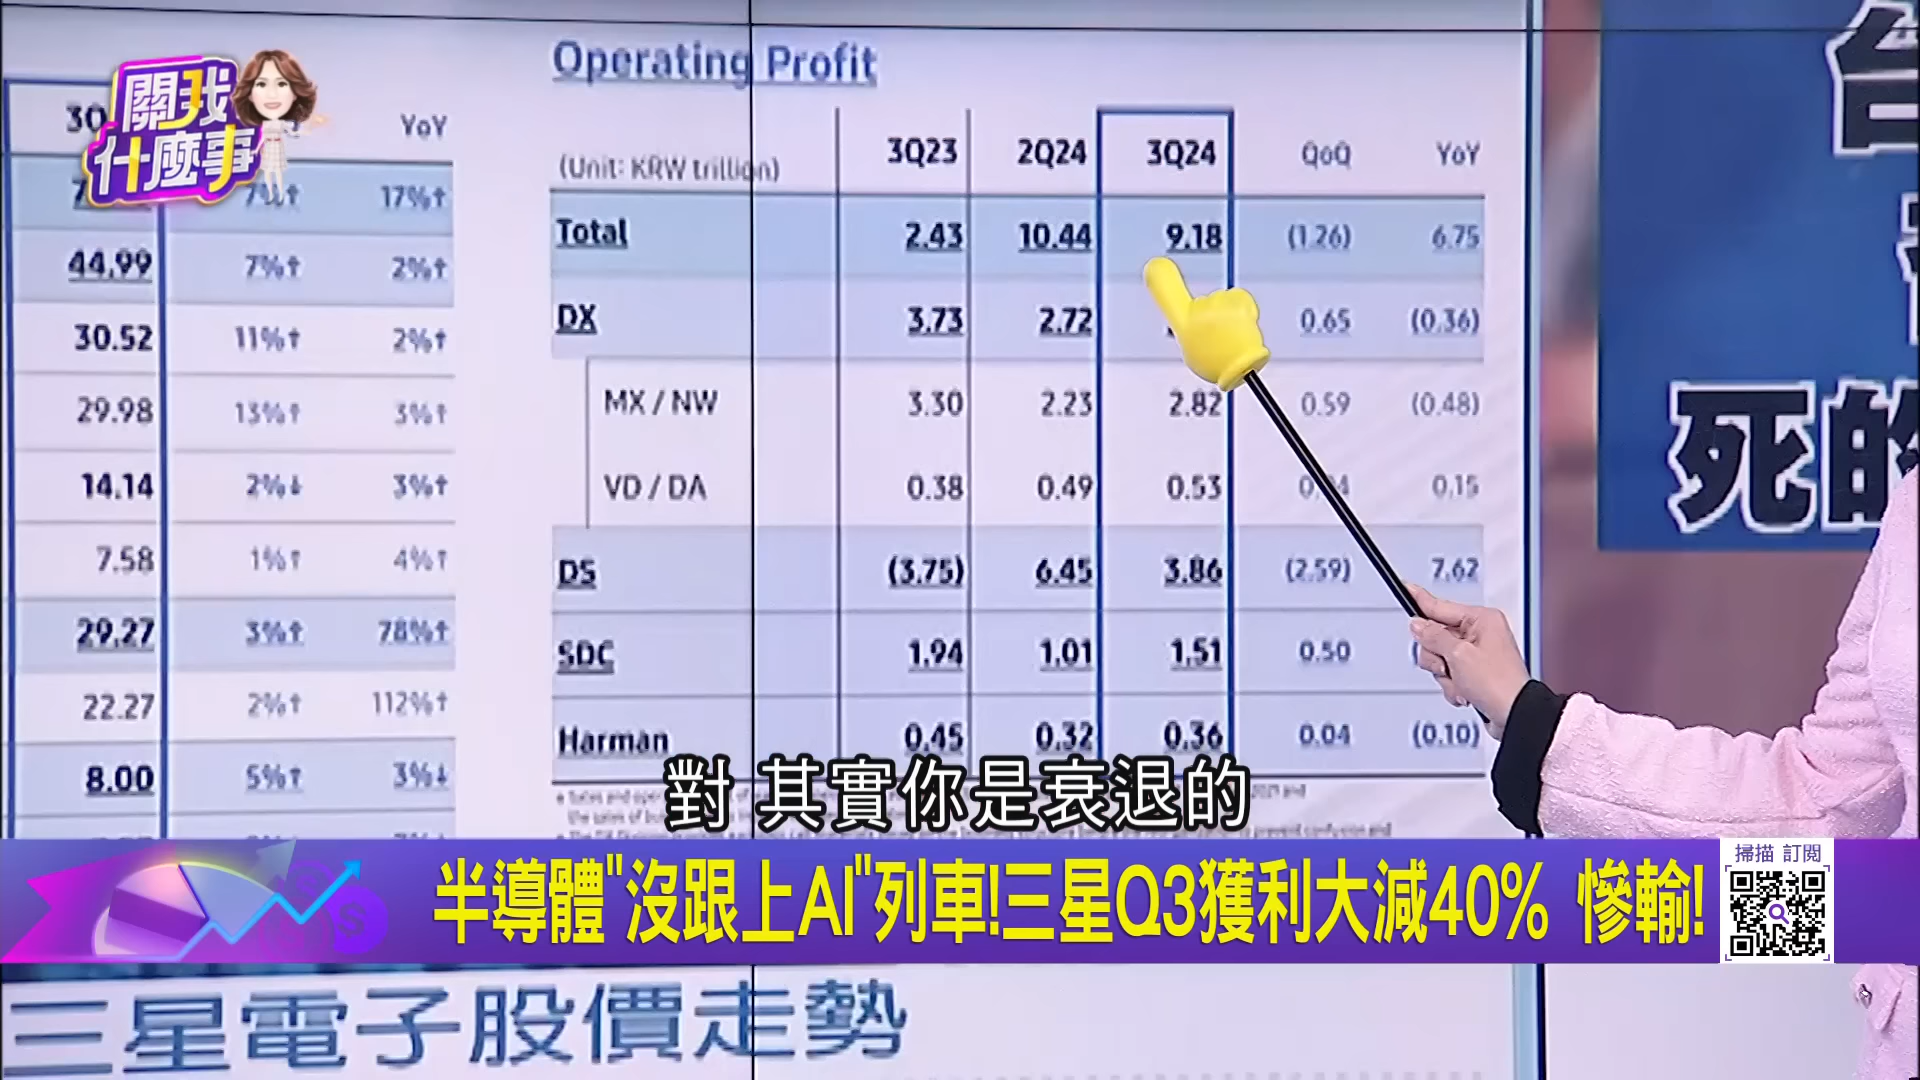 關我
什麼事
YoY
17%↑
44.99 7%↑ 2%↑
30.52 11%↑ 2%↑
29.98 13%↑ 3%↑
14.14 2%↓ 3%↑
7.58 1%↑ 4%↑
29.27 3%↑ 78%↑
22.27 2%↑ 112%↑
8.00 5%↑ 3%↓
Operating Profit
(Unit: KRW trillion) 3Q23 2Q24 3Q24 QoQ YoY
Total 2.43 10.44 9.18 (1.26) 6.75
DX 3.73 2.72 0.65 (0.36)
MX / NW 3.30 2.23 2.82 0.59 (0.48)
VD / DA 0.38 0.49 0.53 0.15
DS (3.75) 6.45 3.86 (2.59) 7.62
SDC 1.94 1.01 1.51 0.50
Harman 0.45 0.32 0.36 0.04 (0.10)
死的
對 其實你是衰退的
半導體"沒跟上AI"列車!三星Q3獲利大減40% 慘輸!
掃描 訂閱
三星電子股價走勢